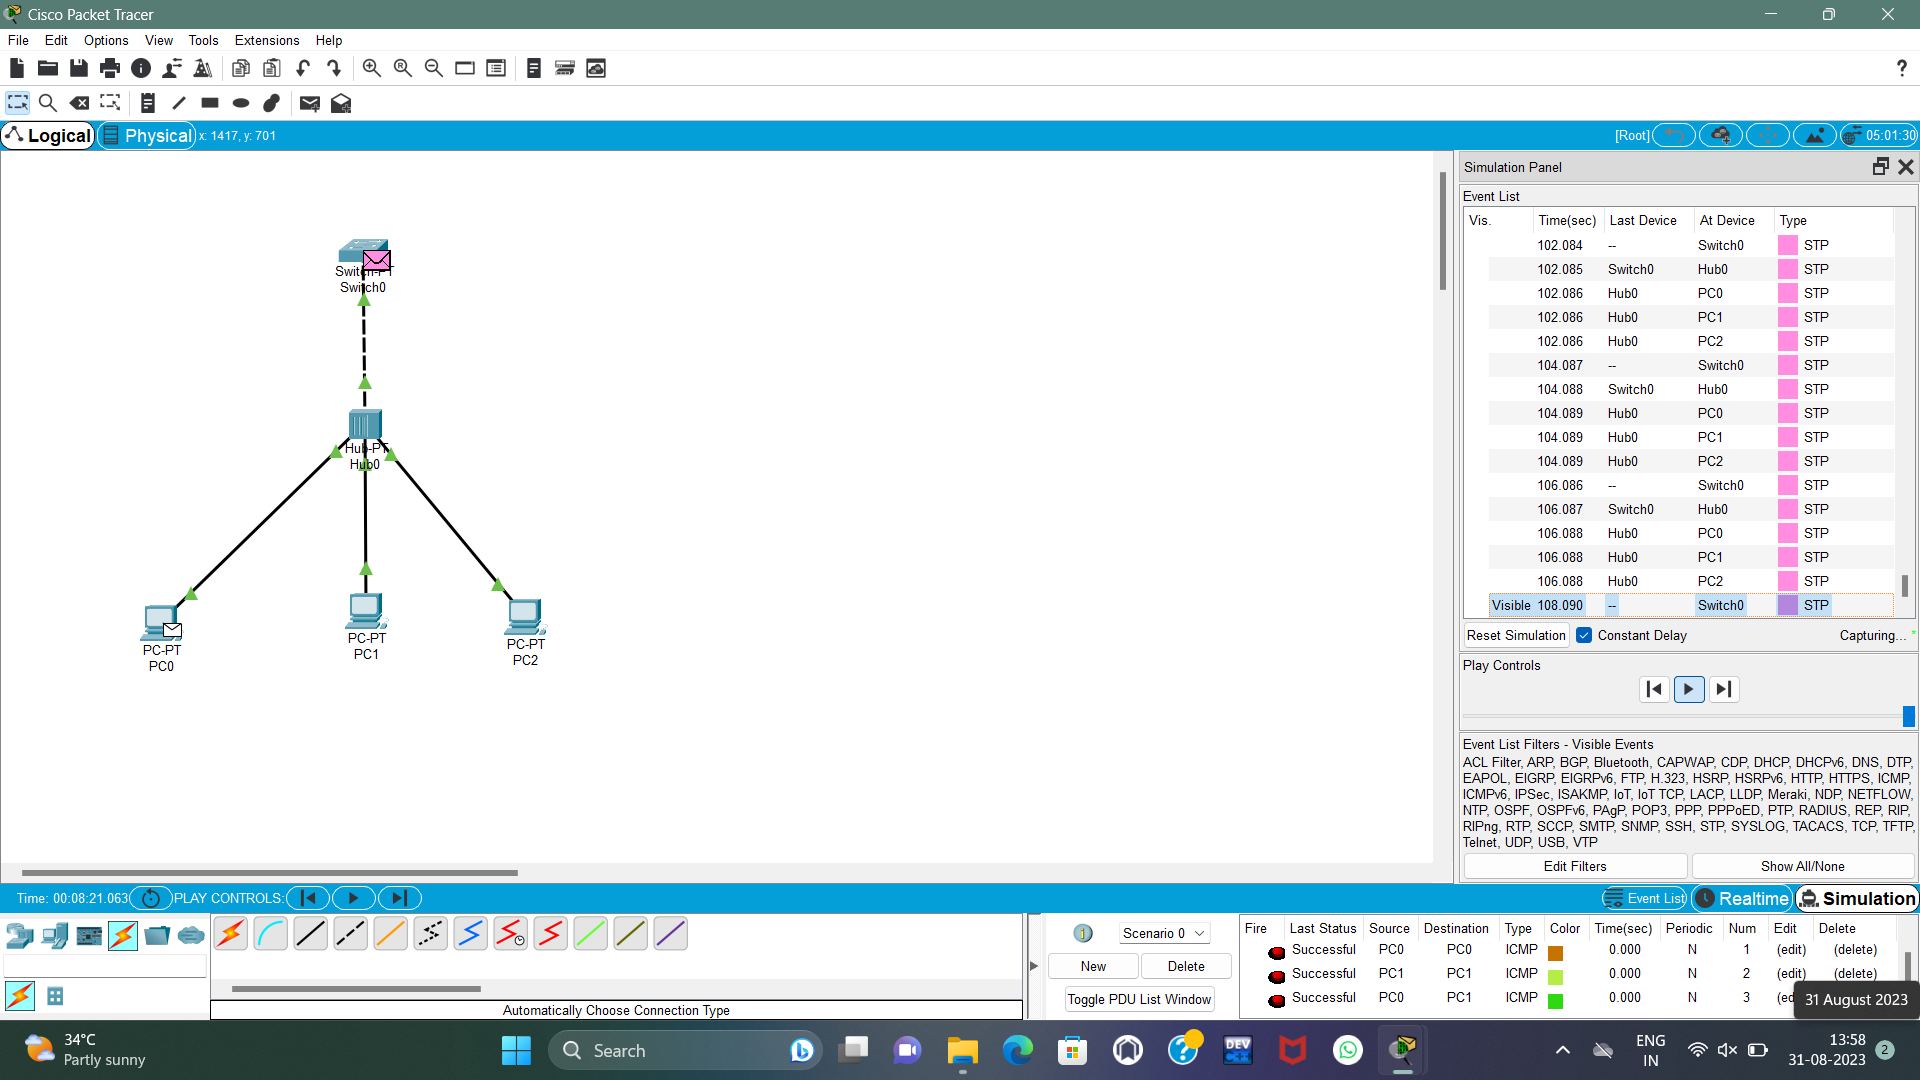 Cisco Packet Tracer
File Edit Options View Tools Extensions Help
?
Logical Physical x: 1417, y: 701 [Root] 05:01:30
Simulation Panel
Event List
Vis. Time(sec) Last Device At Device Type
102.084 -- Switch0 STP
102.085 Switch0 Hub0 STP
102.086 Hub0 PC0 STP
102.086 Hub0 PC1 STP
102.086 Hub0 PC2 STP
104.087 -- Switch0 STP
104.088 Switch0 Hub0 STP
104.089 Hub0 PC0 STP
104.089 Hub0 PC1 STP
104.089 Hub0 PC2 STP
106.086 -- Switch0 STP
106.087 Switch0 Hub0 STP
106.088 Hub0 PC0 STP
106.088 Hub0 PC1 STP
106.088 Hub0 PC2 STP
Visible 108.090 -- Switch0 STP
Reset Simulation Constant Delay Capturing...
Play Controls
Event List Filters - Visible Events
ACL Filter, ARP, BGP, Bluetooth, CAPWAP, CDP, DHCP, DHCPv6, DNS, DTP,
EAPOL, EIGRP, EIGRPv6, FTP, H.323, HSRP, HSRPv6, HTTP, HTTPS, ICMP,
ICMPv6, IPSec, ISAKMP, IoT, IoT TCP, LACP, LLDP, Meraki, NDP, NETFLOW,
NTP, OSPF, OSPFv6, PAgP, POP3, PPP, PPPoED, PTP, RADIUS, REP, RIP,
RIPng, RTP, SCCP, SMTP, SNMP, SSH, STP, SYSLOG, TACACS, TCP, TFTP,
Telnet, UDP, USB, VTP
Edit Filters Show All/None
Switch-PT
Switch0
Hub-PT
Hub0
PC-PT
PC0
PC-PT
PC1
PC-PT
PC2
Time: 00:08:21.063 PLAY CONTROLS: Event List Realtime Simulation
Automatically Choose Connection Type
1 Scenario 0
New Delete
Toggle PDU List Window
Fire Last Status Source Destination Type Color Time(sec) Periodic Num Edit Delete
Successful PC0 PC0 ICMP 0.000 N 1 (edit) (delete)
Successful PC1 PC1 ICMP 0.000 N 2 (edit) (delete)
Successful PC0 PC1 ICMP 0.000 N 3
31 August 2023
34°C
Partly sunny
Search
DEV
ENG
IN
13:58
31-08-2023
2